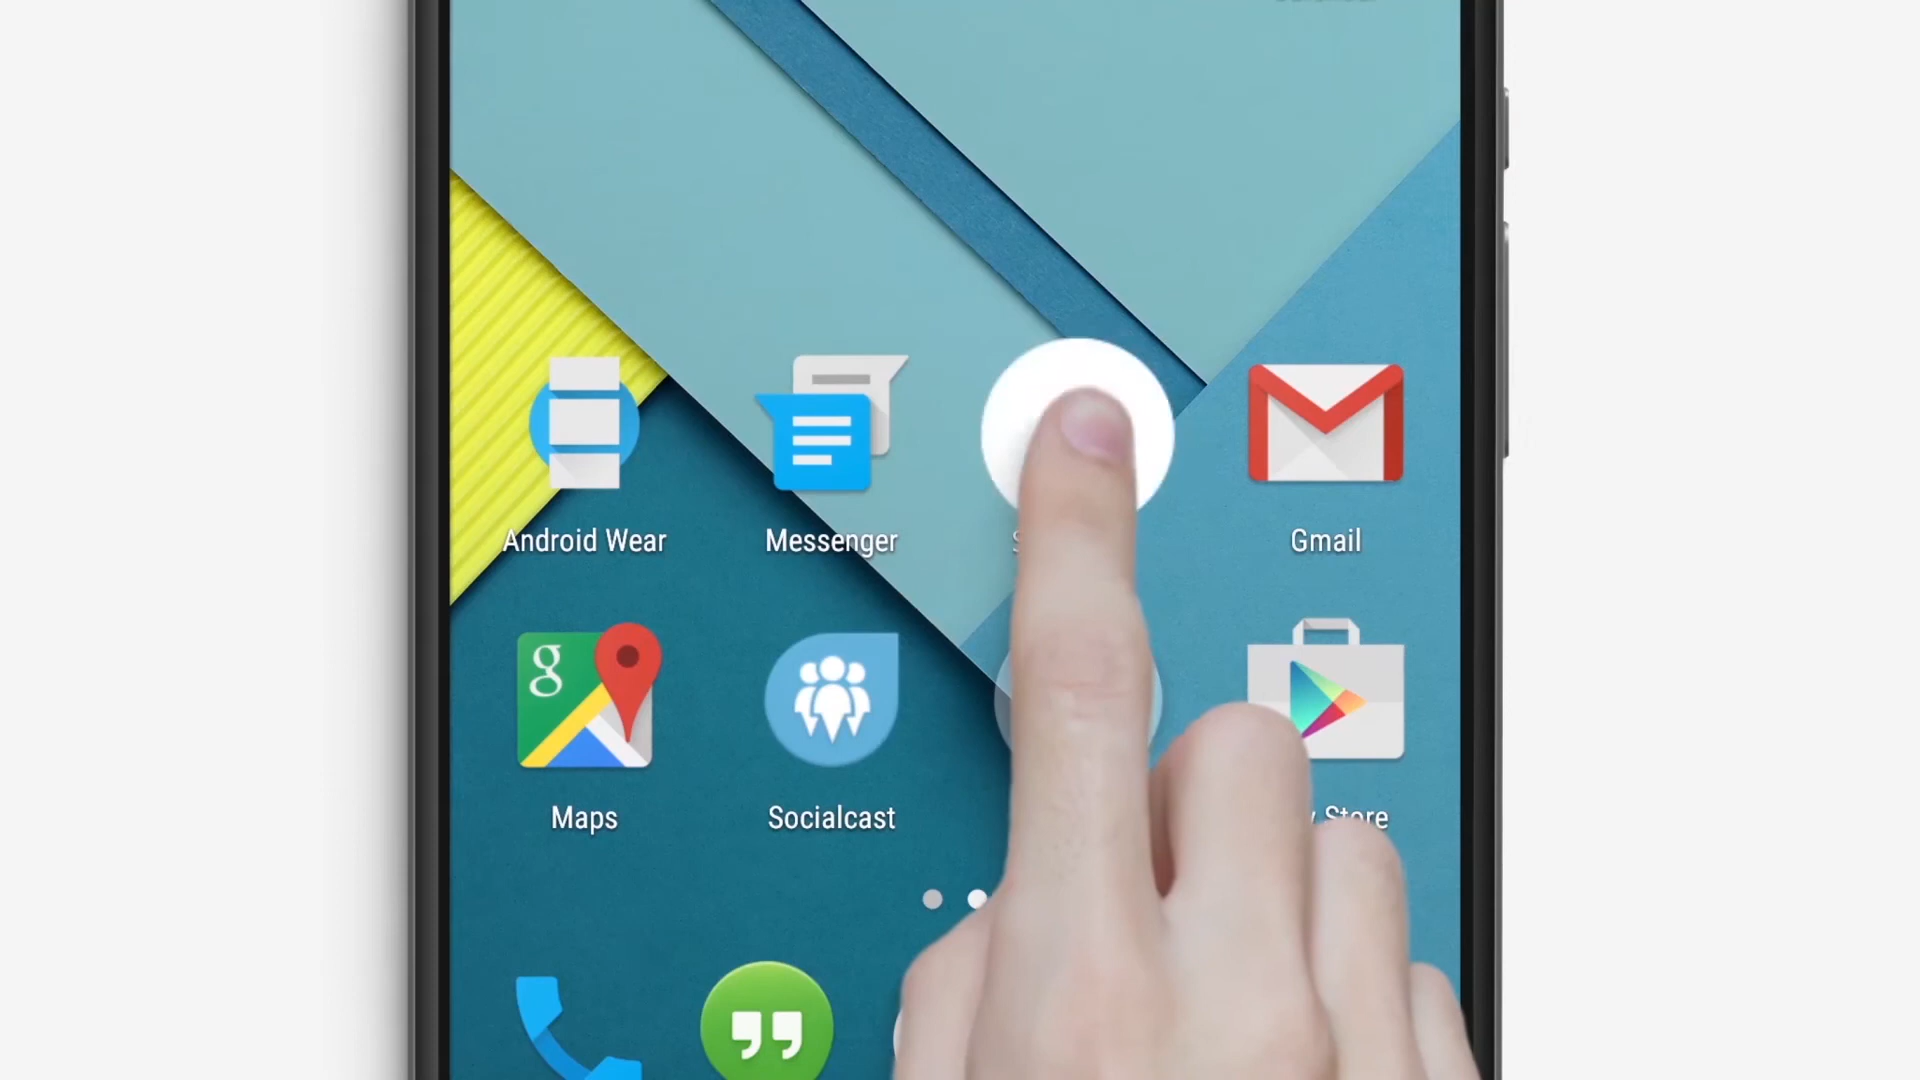 Android Wear
Messenger
Gmail
g
Maps
Socialcast
Store